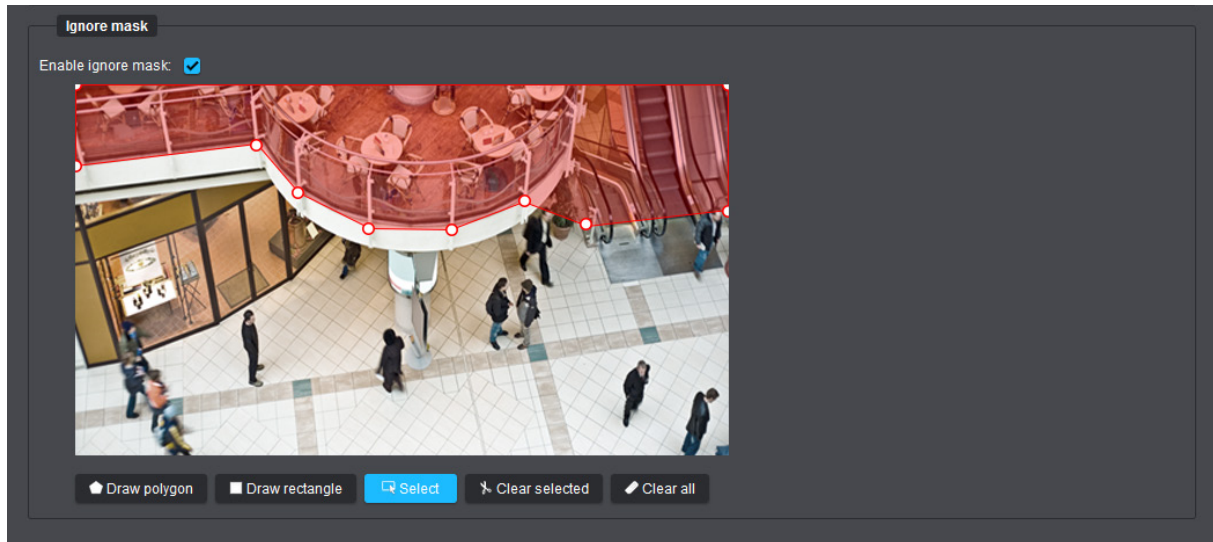 Ignore mask
Enable ignore mask:
Draw polygon
Draw rectangle
Select
Clear selected
Clear all